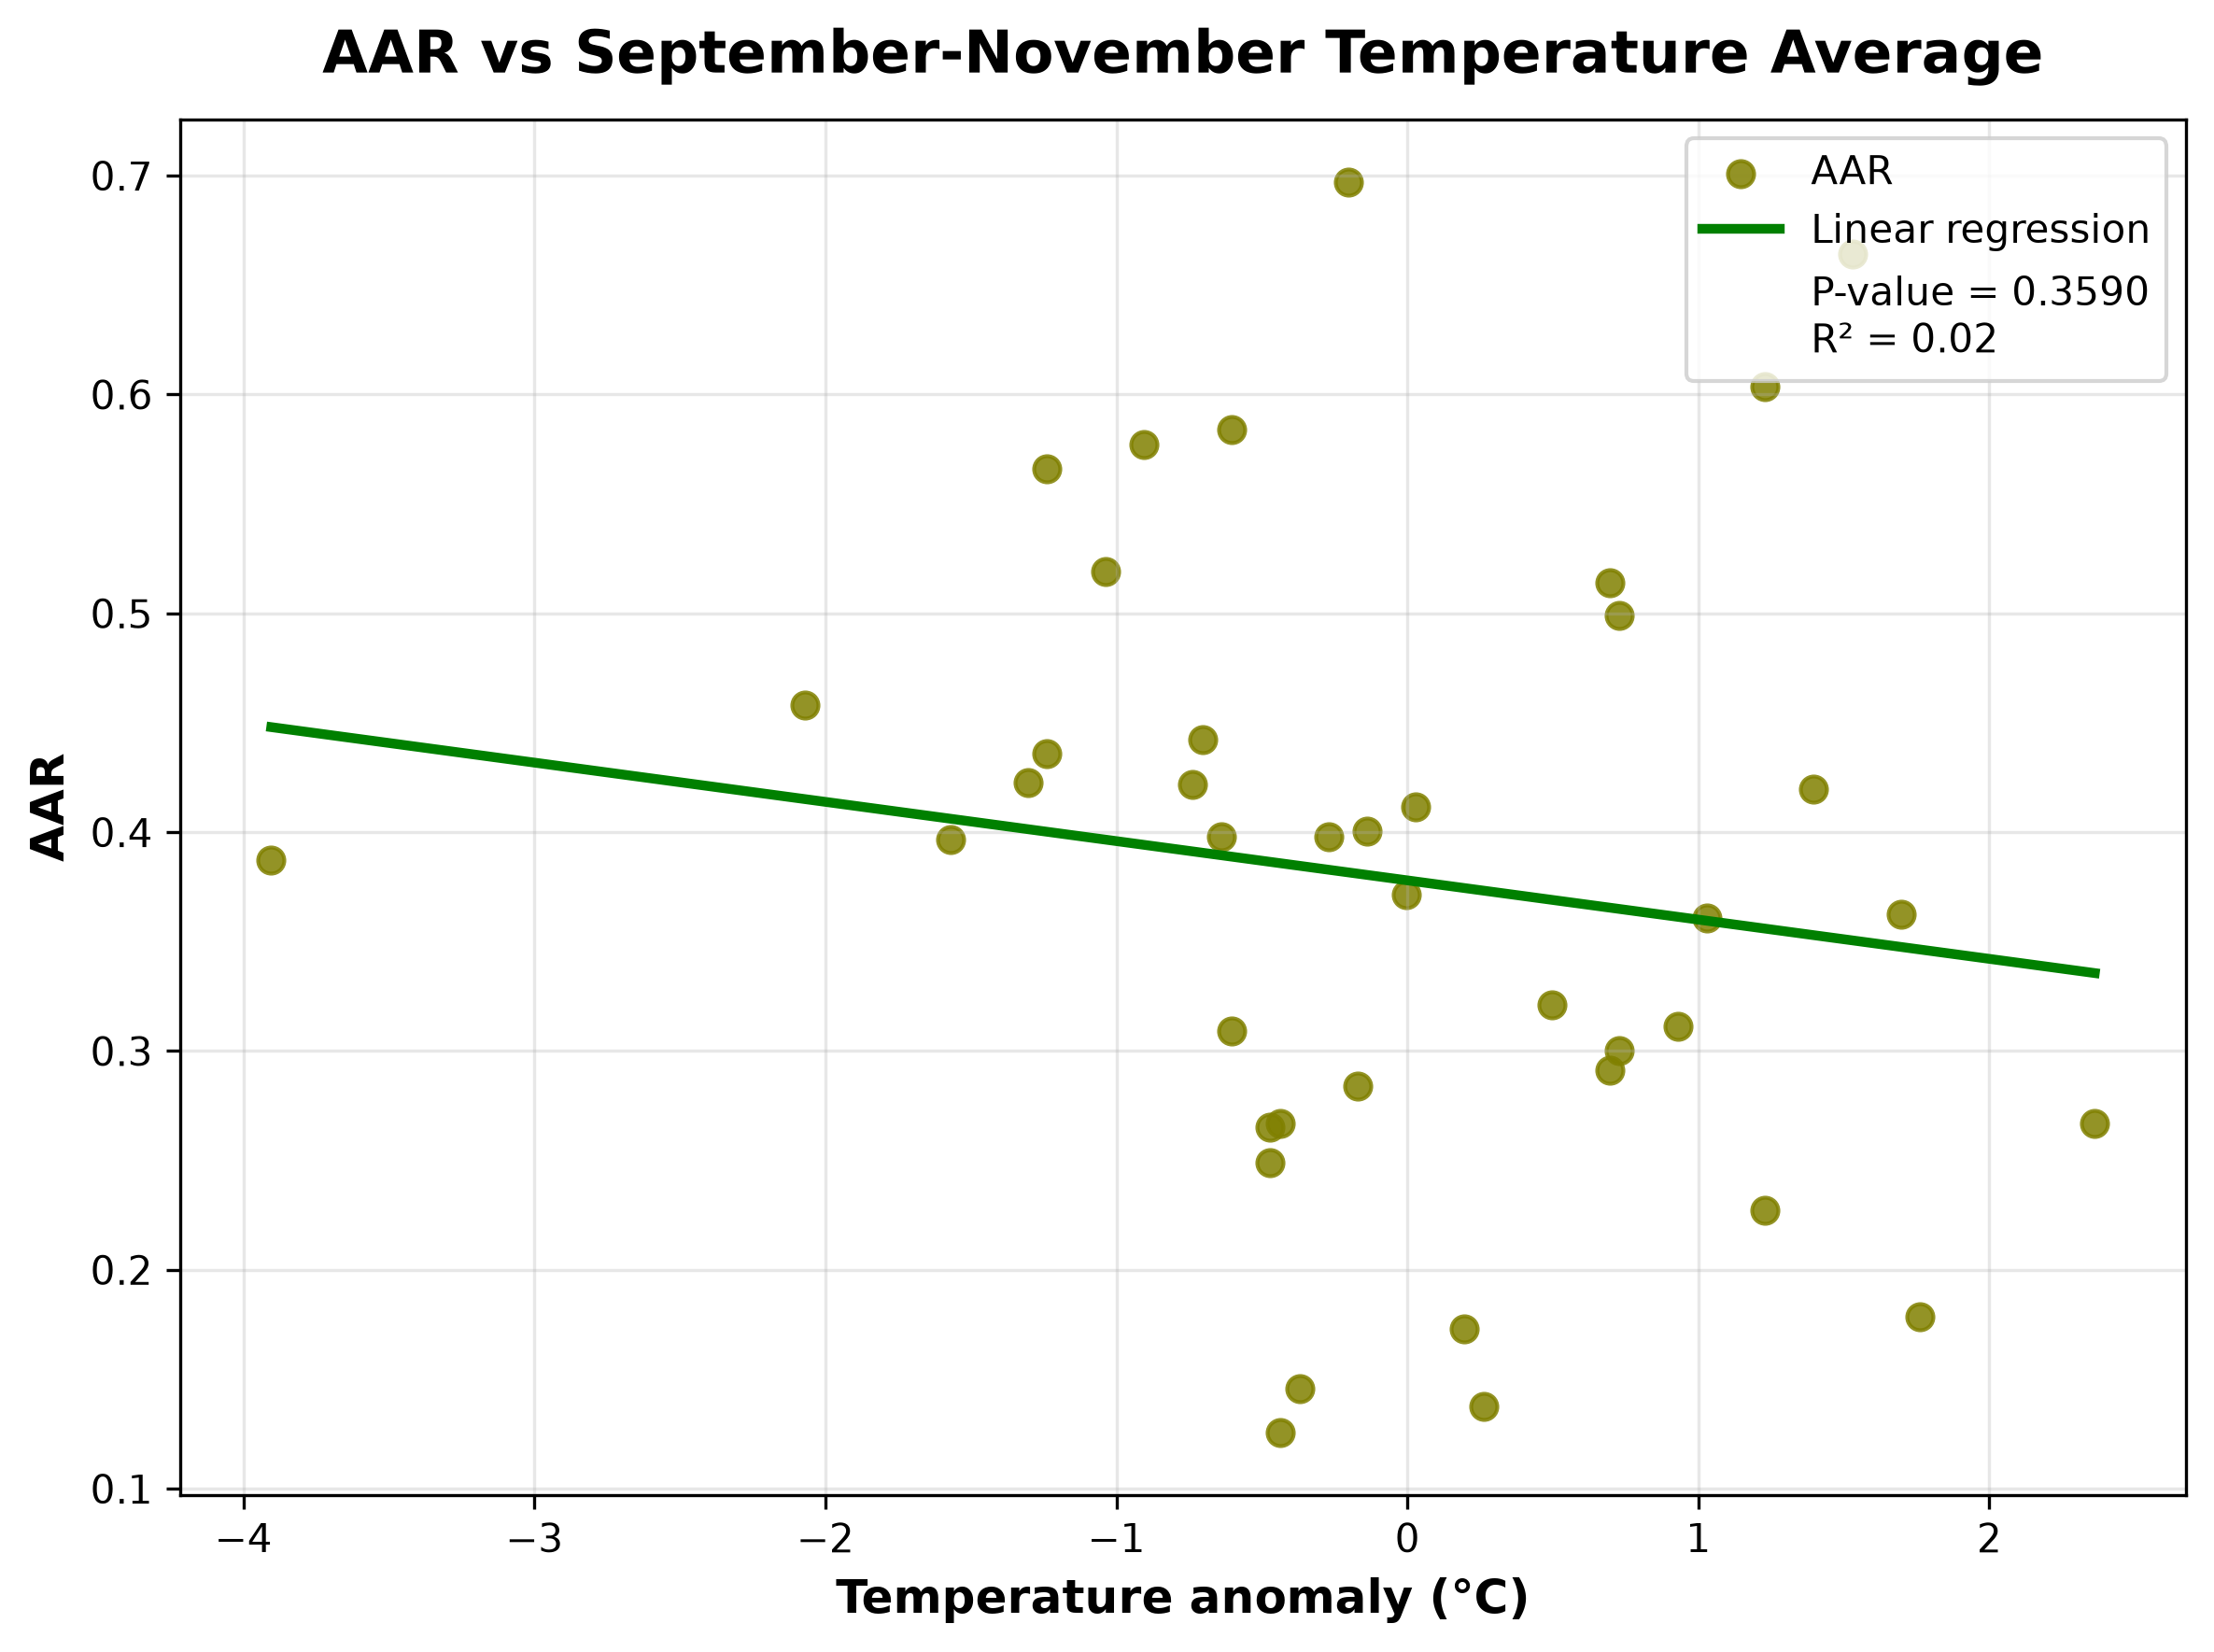 AAR vs September-November Temperature Average
AAR
Linear regression
P-value = 0.3590
R² = 0.02
0.7
0.6
0.5
0.4
0.3
0.2
0.1
AAR
−4 −3 −2 −1 0 1 2
Temperature anomaly (°C)